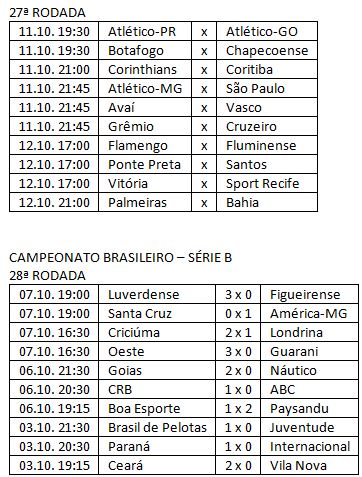 27ª RODADA
11.10. 19:30 Atlético-PR x Atlético-GO
11.10. 19:30 Botafogo x Chapecoense
11.10. 21:00 Corinthians x Coritiba
11.10. 21:45 Atlético-MG x São Paulo
11.10. 21:45 Avaí x Vasco
11.10. 21:45 Grêmio x Cruzeiro
12.10. 17:00 Flamengo x Fluminense
12.10. 17:00 Ponte Preta x Santos
12.10. 17:00 Vitória x Sport Recife
12.10. 21:00 Palmeiras x Bahia
CAMPEONATO BRASILEIRO – SÉRIE B
28ª RODADA
07.10. 19:00 Luverdense 3 x 0 Figueirense
07.10. 19:00 Santa Cruz 0 x 1 América-MG
07.10. 16:30 Criciúma 2 x 1 Londrina
07.10. 16:30 Oeste 3 x 0 Guarani
06.10. 21:30 Goias 2 x 0 Náutico
06.10. 20:30 CRB 1 x 0 ABC
06.10. 19:15 Boa Esporte 1 x 2 Paysandu
03.10. 21:30 Brasil de Pelotas 1 x 0 Juventude
03.10. 20:30 Paraná 1 x 0 Internacional
03.10. 19:15 Ceará 2 x 0 Vila Nova